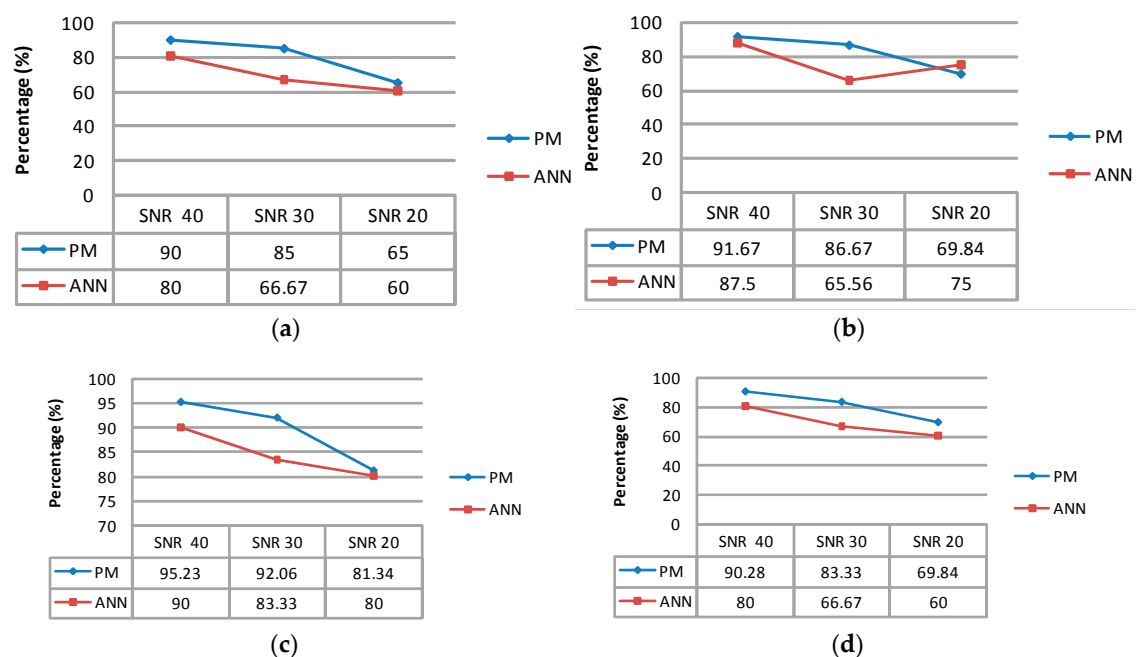 Percentage (%)
100
80
60
40
20
0
PM
ANN
SNR 40 SNR 30 SNR 20
PM 90 85 65
ANN 80 66.67 60
(a)
Percentage (%)
100
80
60
40
20
0
PM
ANN
SNR 40 SNR 30 SNR 20
PM 91.67 86.67 69.84
ANN 87.5 65.56 75
(b)
Percentage (%)
100
95
90
85
80
75
70
PM
ANN
SNR 40 SNR 30 SNR 20
PM 95.23 92.06 81.34
ANN 90 83.33 80
(c)
Percentage (%)
100
80
60
40
20
0
PM
ANN
SNR 40 SNR 30 SNR 20
PM 90.28 83.33 69.84
ANN 80 66.67 60
(d)